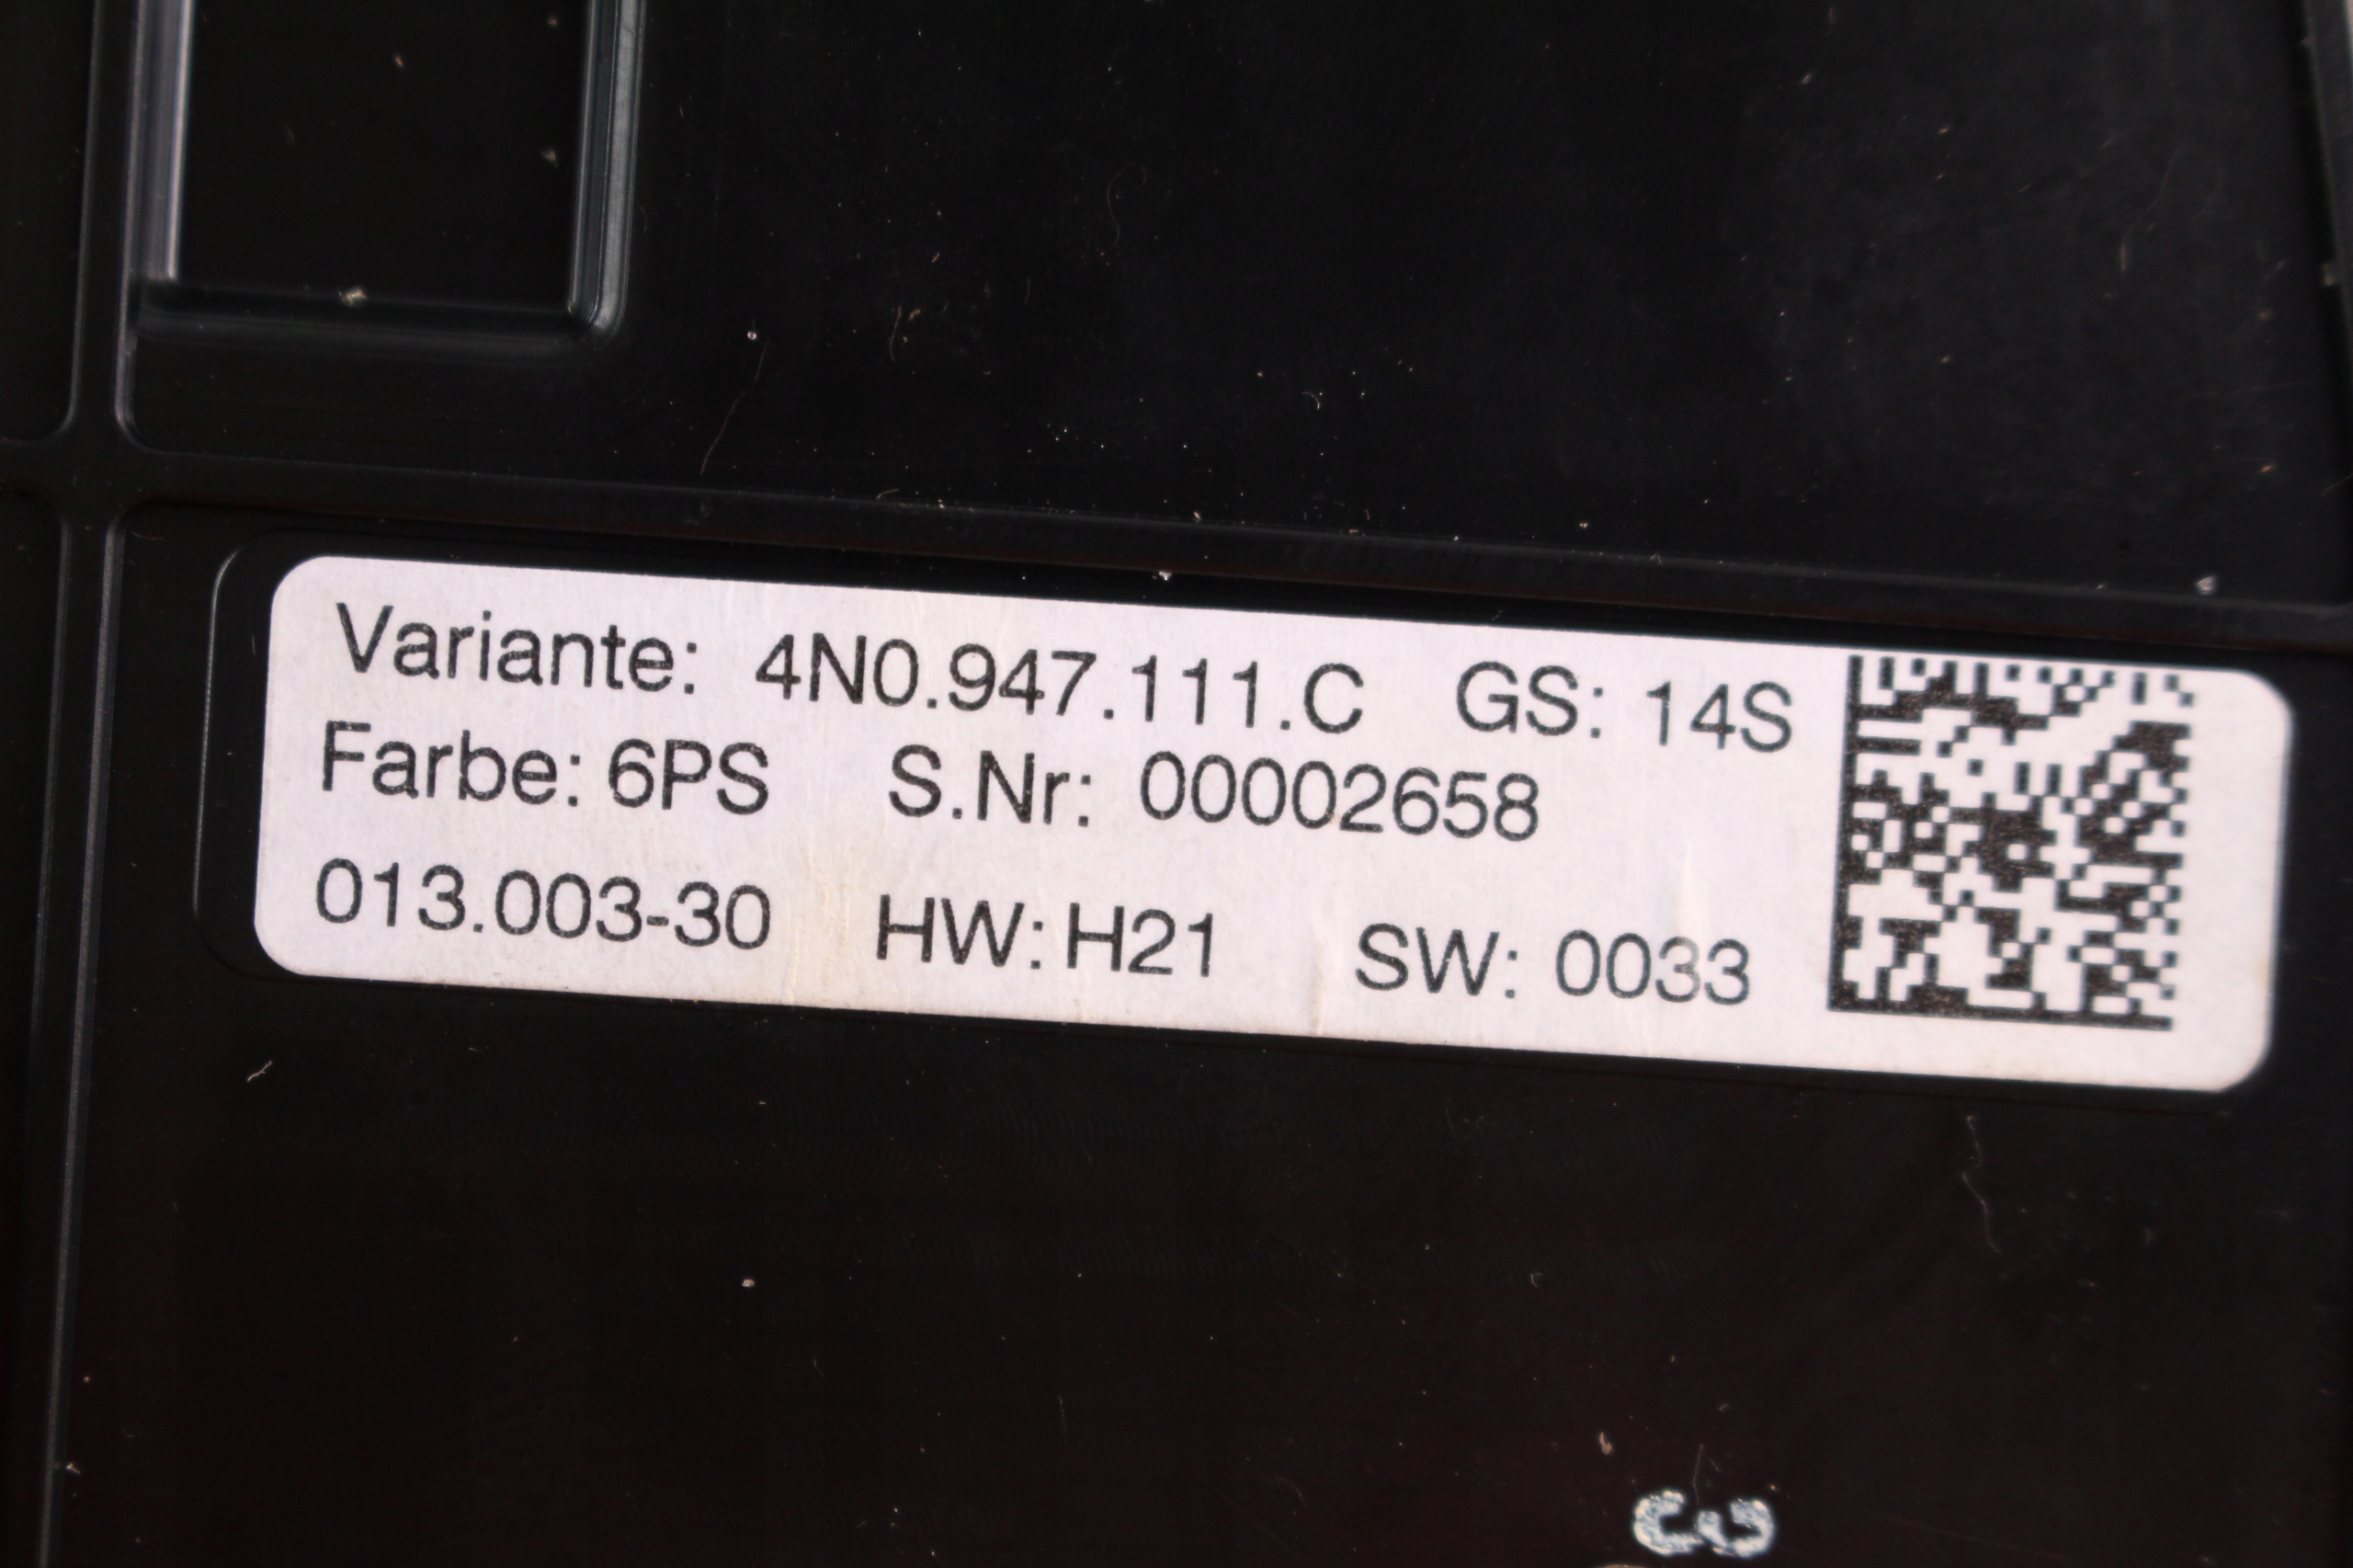 Variante: 4N0.947.111.C GS: 14S
Farbe: 6PS S.Nr: 00002658
013.003-30 HW: H21 SW: 0033